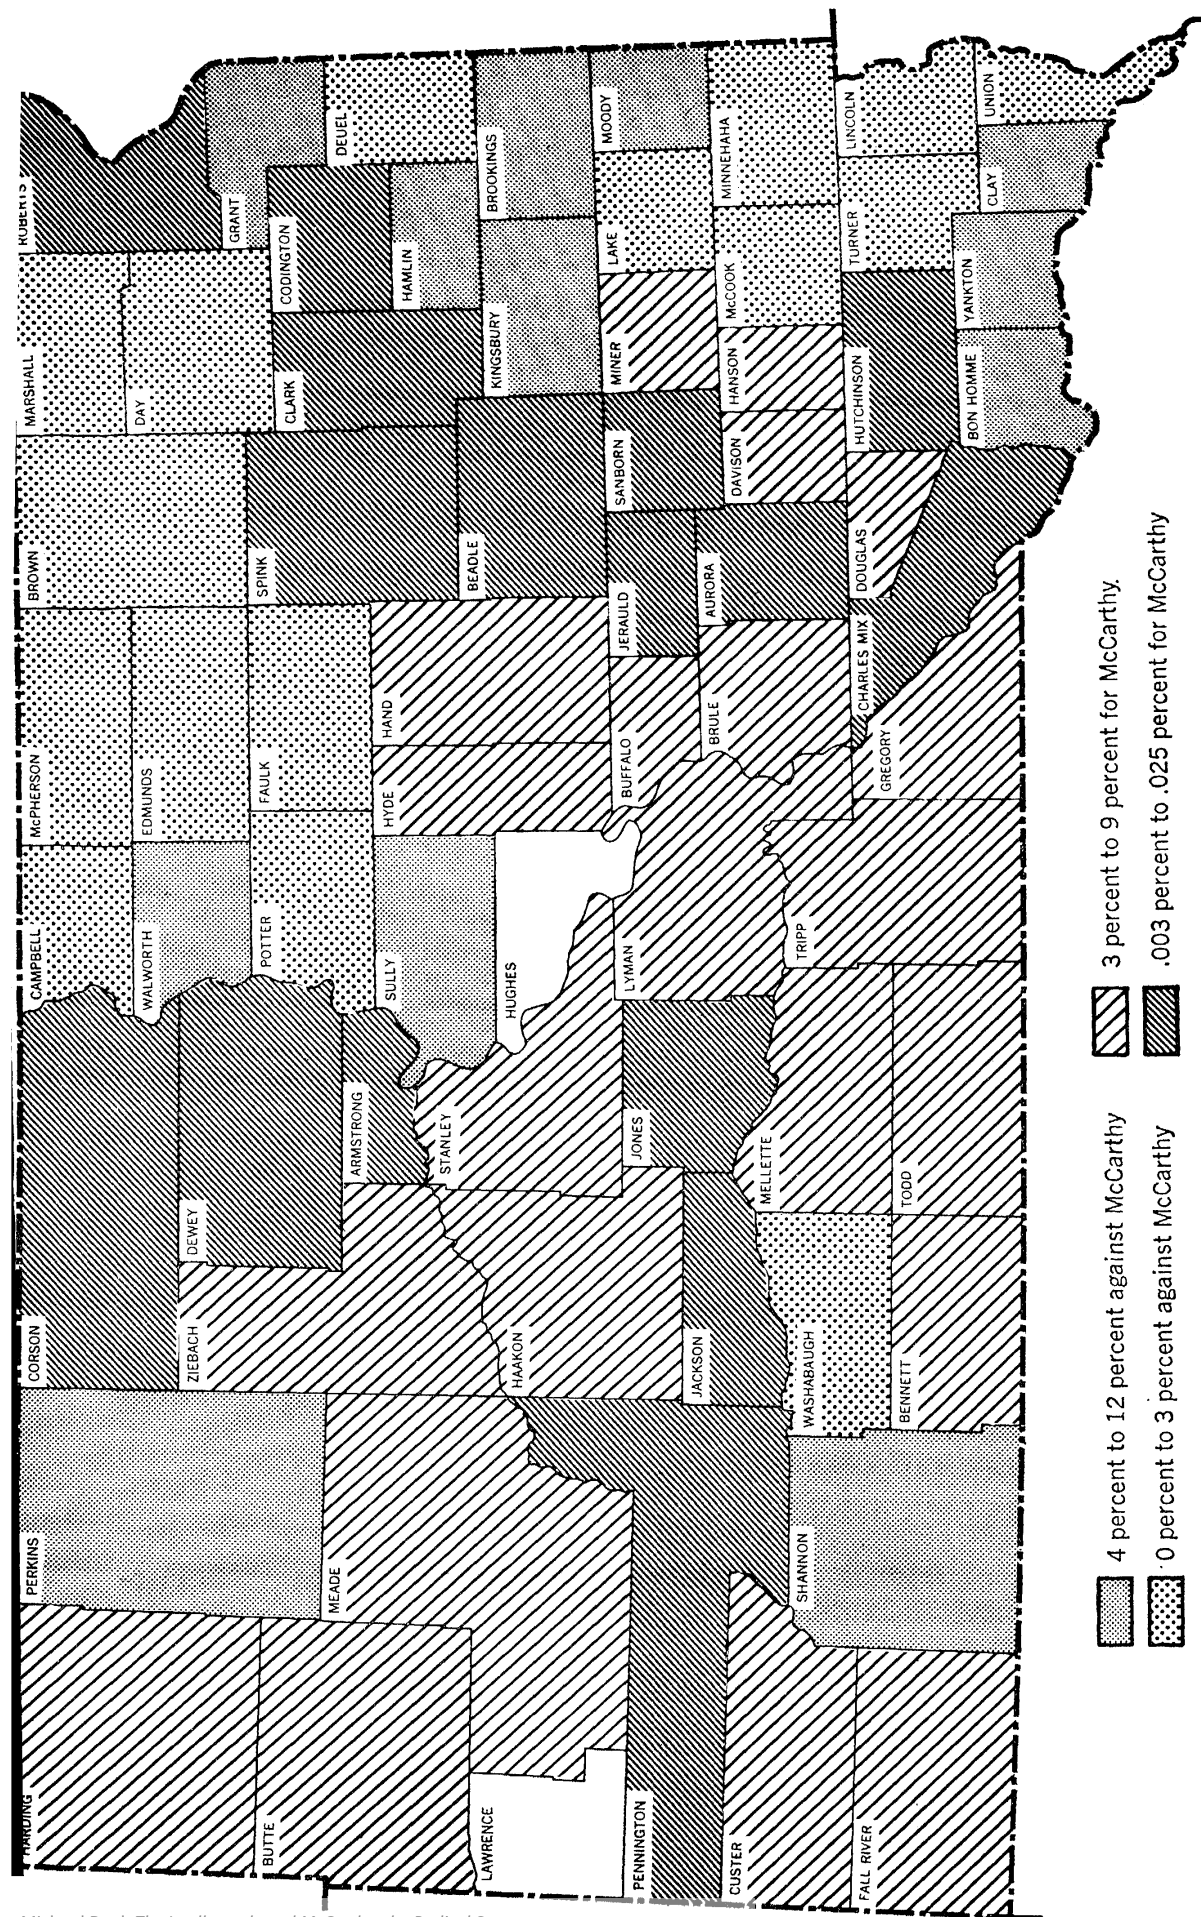 HARDING
PERKINS
CORSON
CAMPBELL
McPHERSON
BROWN
MARSHALL
ROBERTS
WALWORTH
EDMUNDS
DAY
BUTTE
ZIEBACH
DEWEY
POTTER
FAULK
SPINK
CLARK
CODINGTON
GRANT
MEADE
ARMSTRONG
SULLY
HYDE
HAND
HAMLIN
DEUEL
LAWRENCE
HAAKON
STANLEY
HUGHES
BEADLE
KINGSBURY
BROOKINGS
PENNINGTON
JACKSON
JONES
LYMAN
BUFFALO
JERAULD
SANBORN
MINER
LAKE
MOODY
CUSTER
BRULE
AURORA
DAVISON
HANSON
McCOOK
MINNEHAHA
SHANNON
WASHABAUGH
MELLETTE
TRIPP
FALL RIVER
BENNETT
TODD
GREGORY
CHARLES MIX
DOUGLAS
HUTCHINSON
TURNER
LINCOLN
BON HOMME
YANKTON
CLAY
UNION
4 percent to 12 percent against McCarthy
0 percent to 3 percent against McCarthy
3 percent to 9 percent for McCarthy.
.003 percent to .025 percent for McCarthy